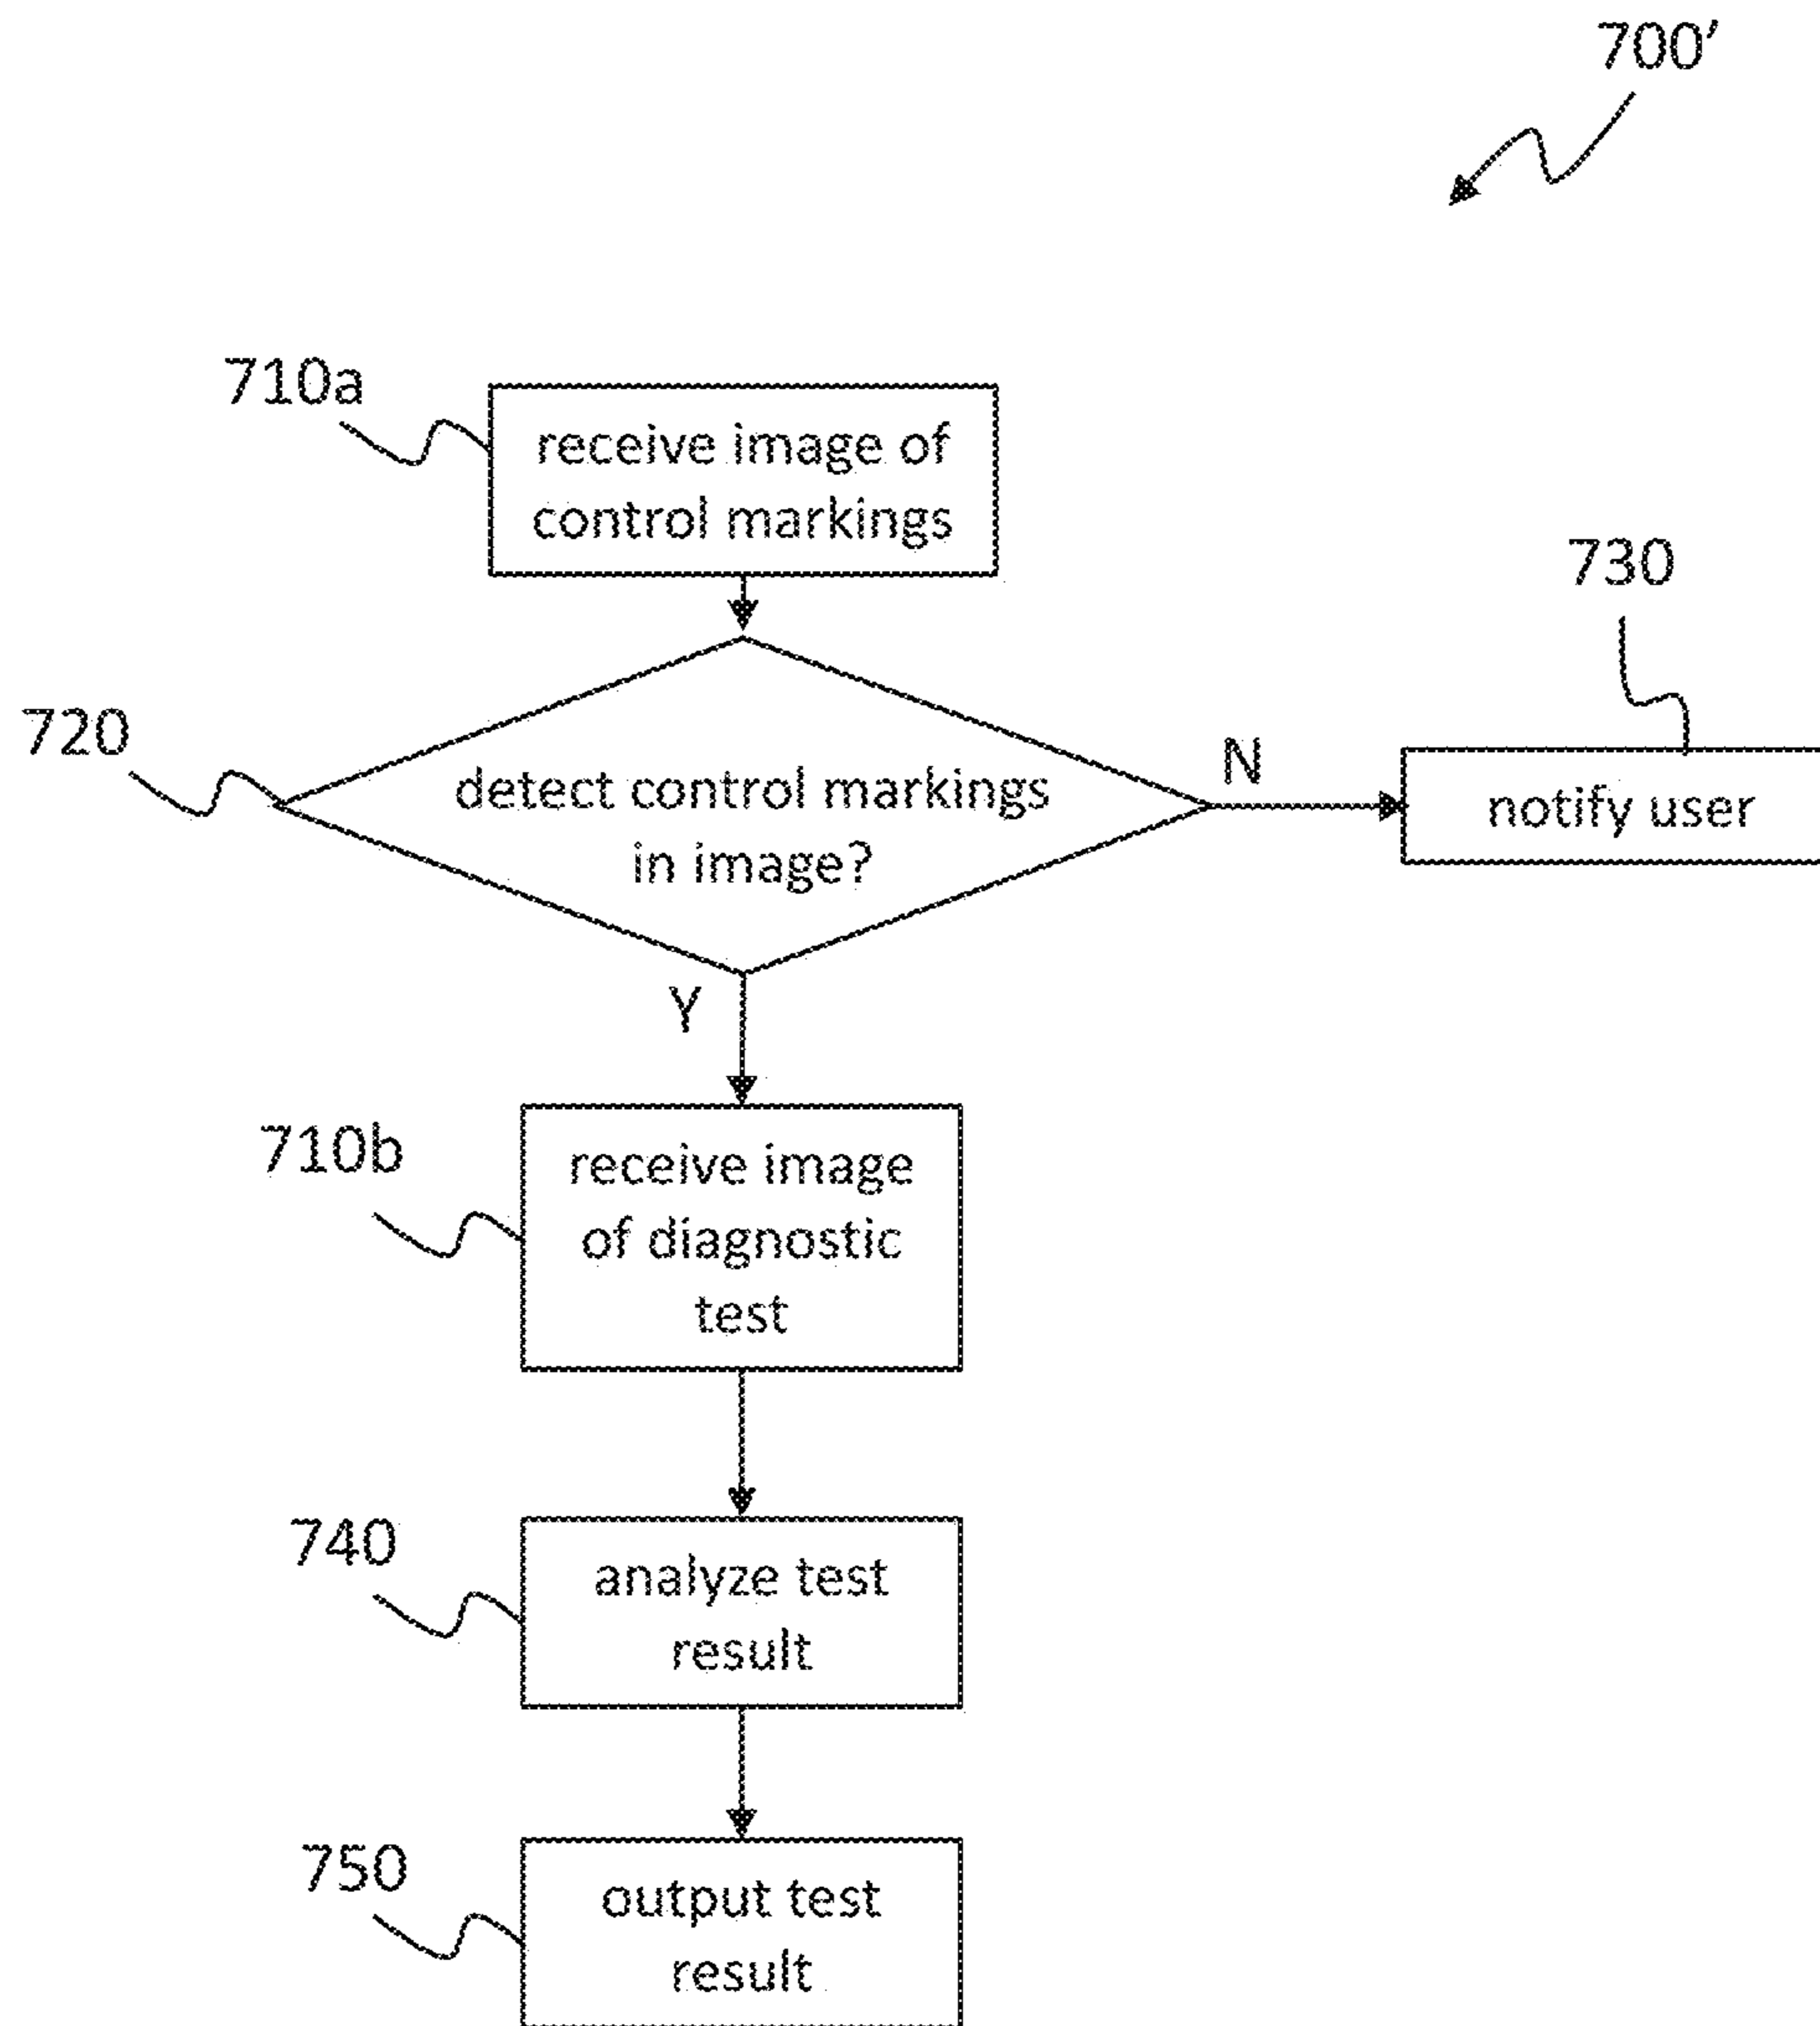 700’
710a
receive image of
control markings
730
720
detect control markings
in image?
N
notify user
Y
710b
receive image
of diagnostic
test
740
analyze test
result
750
output test
result